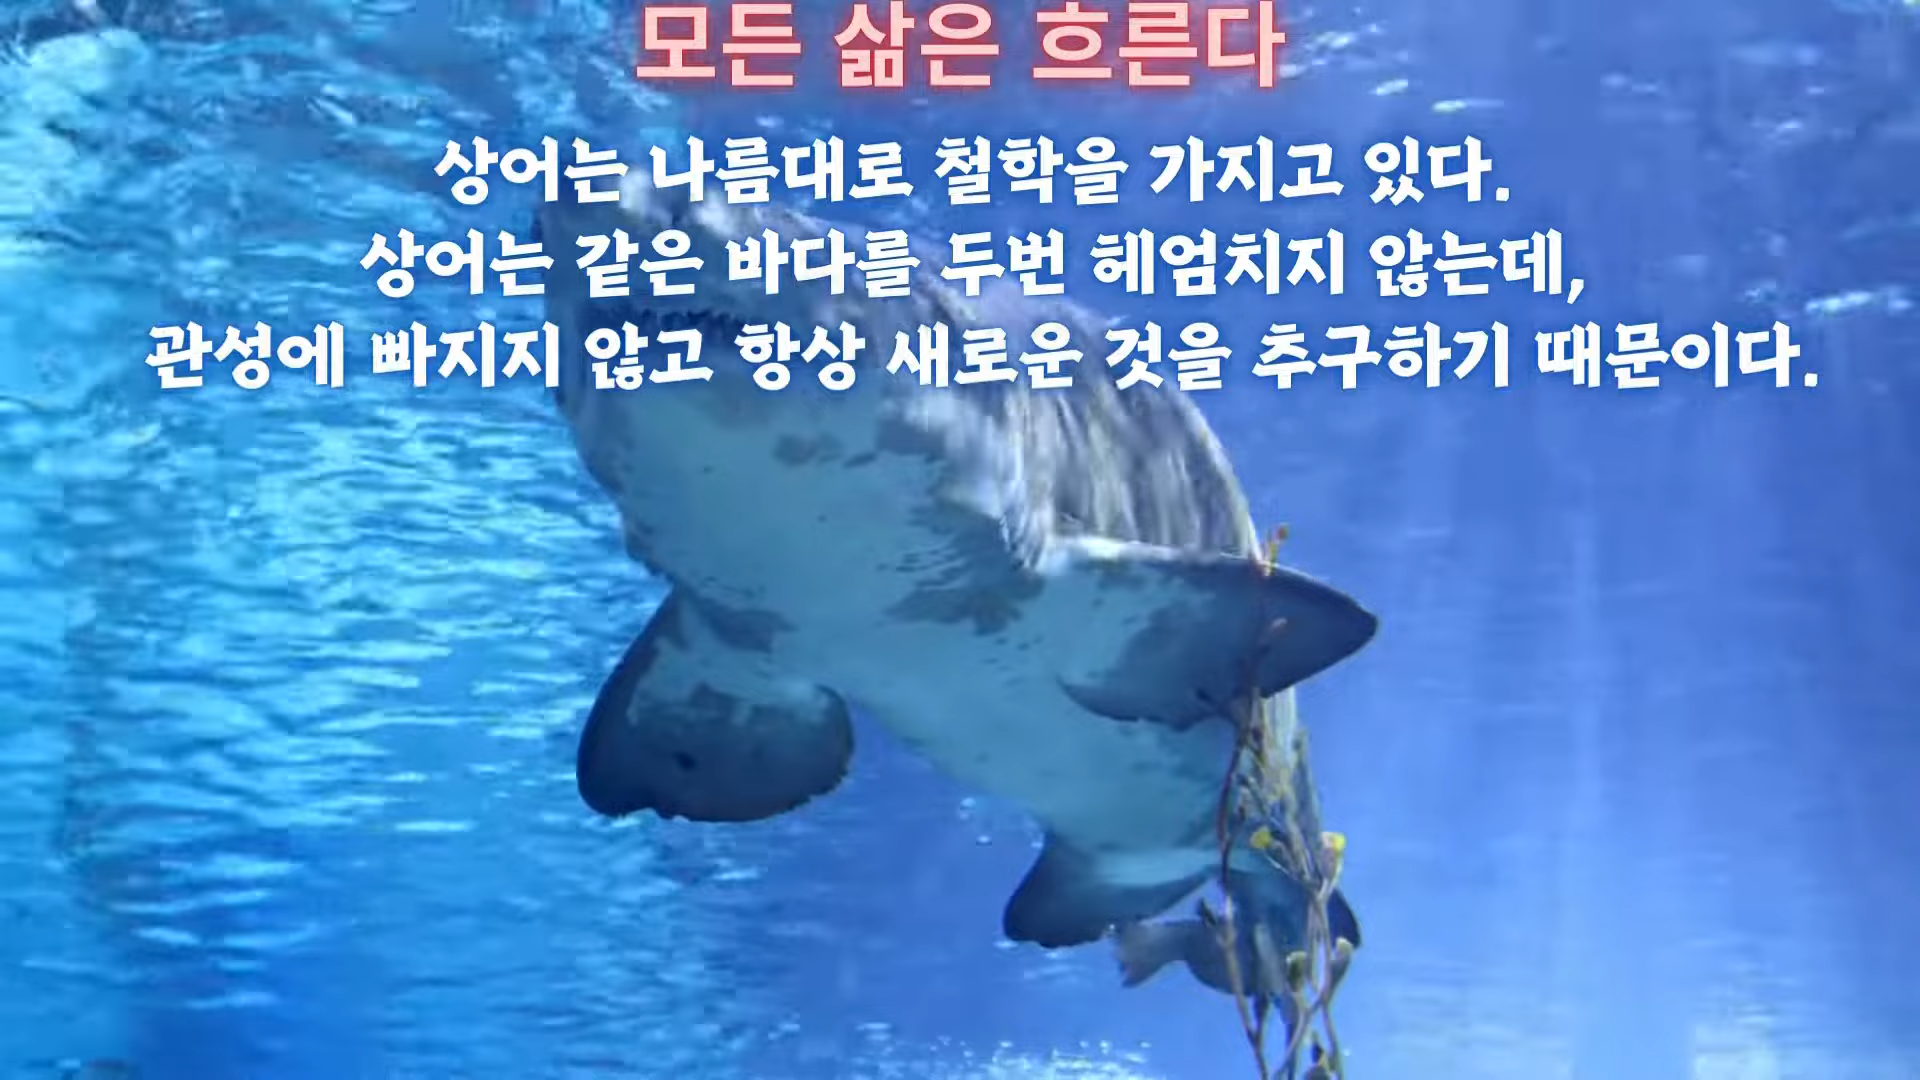 모든 삶은 흐른다
상어는 나름대로 철학을 가지고 있다.
상어는 같은 바다를 두번 헤엄치지 않는데,
관성에 빠지지 않고 항상 새로운 것을 추구하기 때문이다.